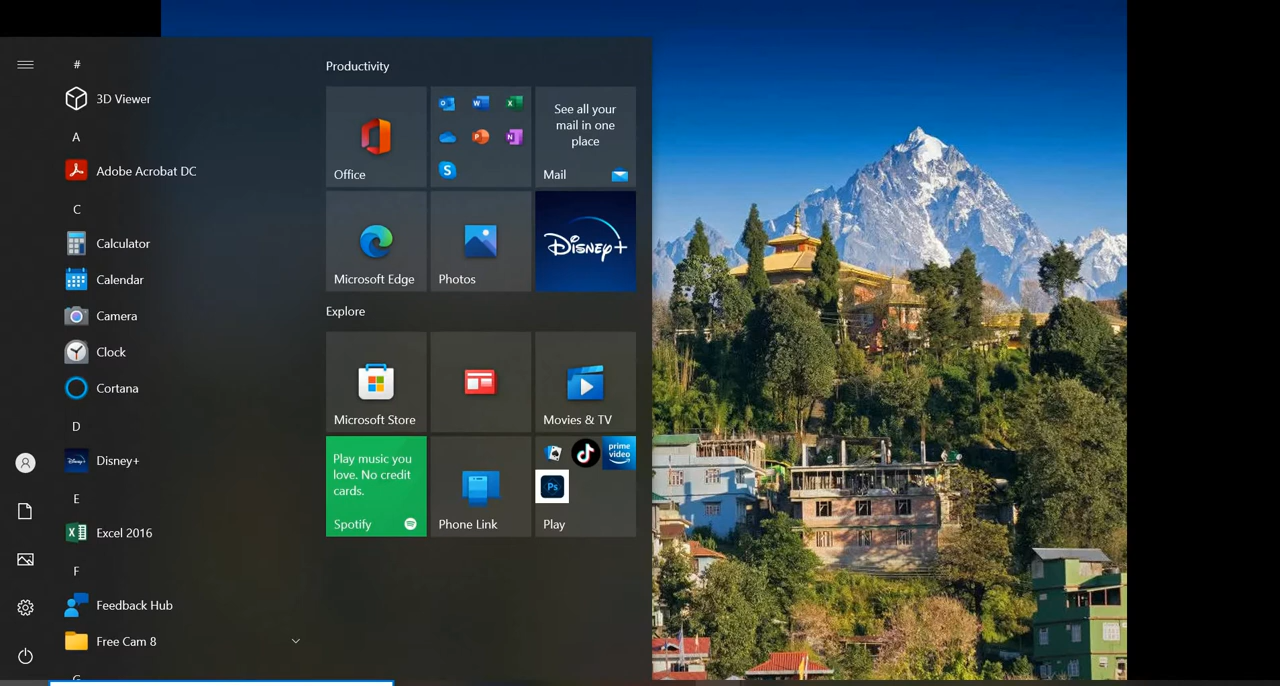 #
3D Viewer
A
Adobe Acrobat DC
C
Calculator
Calendar
Camera
Clock
Cortana
D
Disney+
E
Excel 2016
F
Feedback Hub
Free Cam 8
Productivity
Office
See all your
mail in one
place
Mail
Microsoft Edge
Photos
Disney+
Explore
Microsoft Store
Movies & TV
Play music you
love. No credit
cards.
Spotify
Phone Link
prime
video
Ps
Play